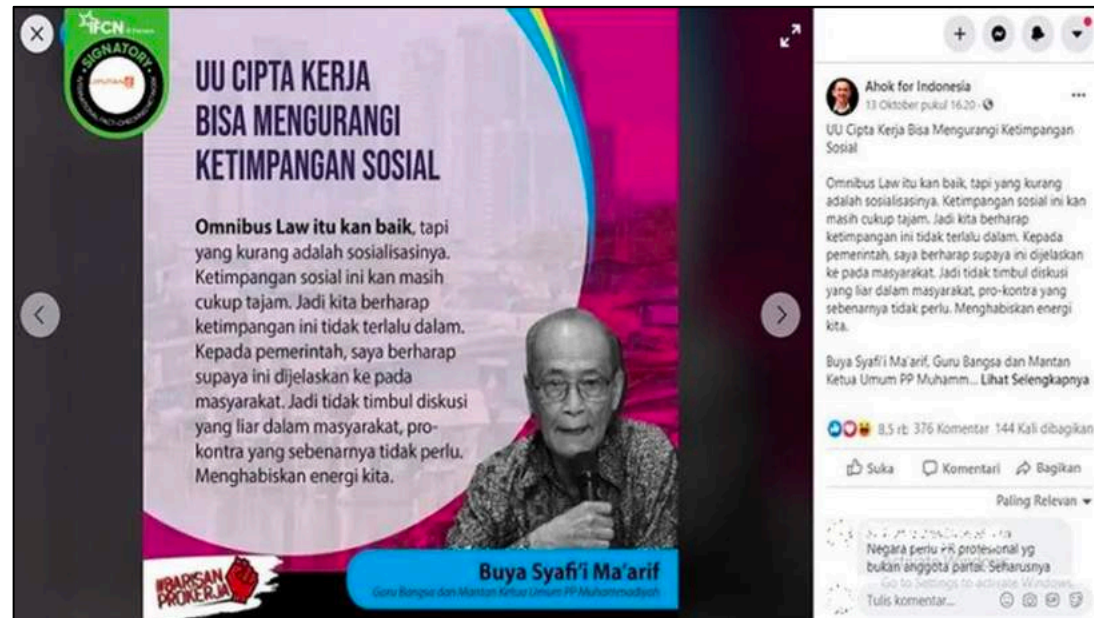 IFCN
SIGNATORY
INTERNATIONAL FACT-CHECKING NETWORK
UU CIPTA KERJA
BISA MENGURANGI
KETIMPANGAN SOSIAL
Omnibus Law itu kan baik, tapi
yang kurang adalah sosialisasinya.
Ketimpangan sosial ini kan masih
cukup tajam. Jadi kita berharap
ketimpangan ini tidak terlalu dalam.
Kepada pemerintah, saya berharap
supaya ini dijelaskan ke pada
masyarakat. Jadi tidak timbul diskusi
yang liar dalam masyarakat, pro-
kontra yang sebenarnya tidak perlu.
Menghabiskan energi kita.
#BARISAN
PROKERJA
Buya Syafi'i Ma'arif
Guru Bangsa dan Mantan Ketua Umum PP Muhammadiyah
Ahok for Indonesia
13 Oktober pukul 16.20
UU Cipta Kerja Bisa Mengurangi Ketimpangan
Sosial
Omnibus Law itu kan baik, tapi yang kurang
adalah sosialisasinya. Ketimpangan sosial ini kan
masih cukup tajam. Jadi kita berharap
ketimpangan ini tidak terlalu dalam. Kepada
pemerintah, saya berharap supaya ini dijelaskan
ke pada masyarakat. Jadi tidak timbul diskusi
yang liar dalam masyarakat, pro-kontra yang
sebenarnya tidak perlu. Menghabiskan energi
kita.
Buya Syafi'i Ma'arif, Guru Bangsa dan Mantan
Ketua Umum PP Muhamm... Lihat Selengkapnya
8,5 rb 376 Komentar 144 Kali dibagikan
Suka Komentari Bagikan
Paling Relevan
Negara perlu PR profesional yg
bukan anggota partai. Seharusnya
Go to Settings to activate Windows.
Tulis komentar...